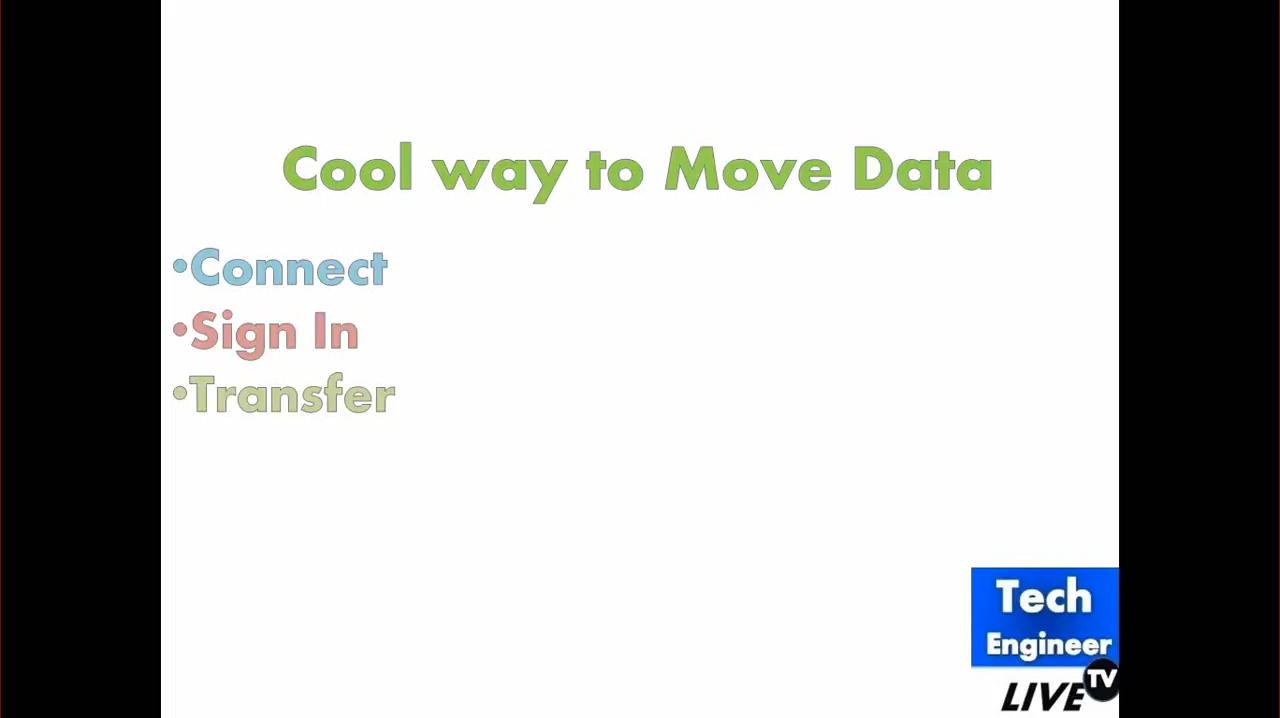 Cool way to Move Data
•Connect
•Sign In
•Transfer
Tech
Engineer
LIVE TV